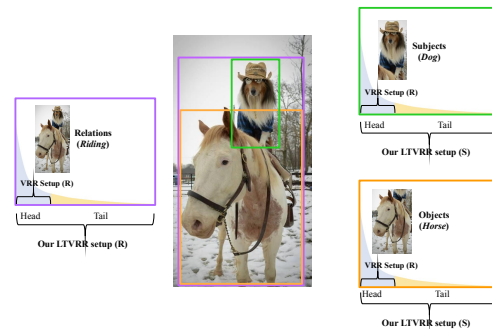 Relations
(Riding)
VRR Setup (R)
Head Tail
Our LTVRR setup (R)
Subjects
(Dog)
VRR Setup (R)
Head Tail
Our LTVRR setup (S)
Objects
(Horse)
VRR Setup (R)
Head Tail
Our LTVRR setup (S)